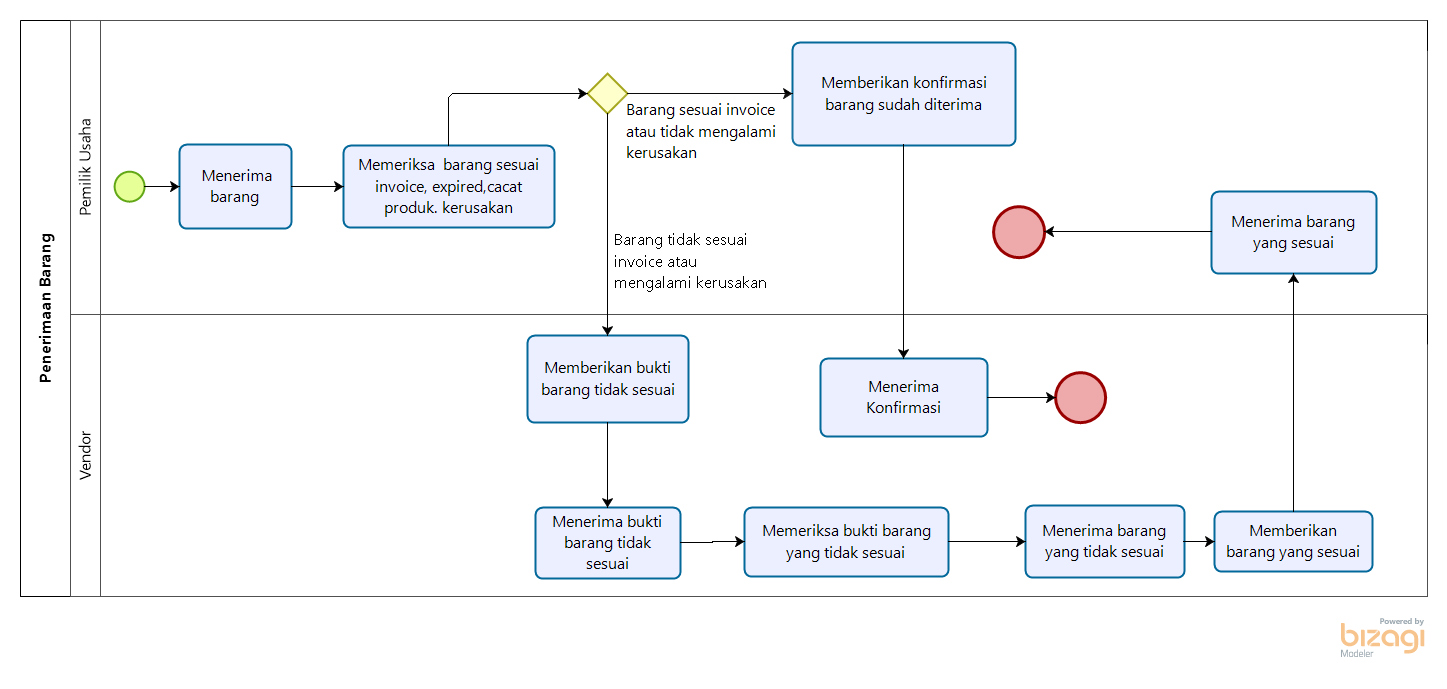 Penerimaan Barang
Pemilik Usaha
Menerima
barang
Memeriksa  barang sesuai
invoice, expired,cacat
produk. kerusakan
Barang sesuai invoice
atau tidak mengalami
kerusakan
Memberikan konfirmasi
barang sudah diterima
Barang tidak sesuai
invoice atau
mengalami kerusakan
Menerima barang
yang sesuai
Vendor
Memberikan bukti
barang tidak sesuai
Menerima
Konfirmasi
Menerima bukti
barang tidak
sesuai
Memeriksa bukti barang
yang tidak sesuai
Menerima barang
yang tidak sesuai
Memberikan
barang yang sesuai
Powered by
bizagi
Modeler